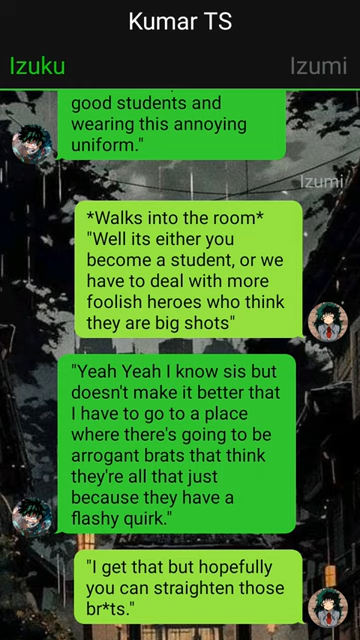 Kumar TS
Izuku
Izumi
good students and
wearing this annoying
uniform."
Izumi
*Walks into the room*
"Well its either you
become a student, or we
have to deal with more
foolish heroes who think
they are big shots"
"Yeah Yeah I know sis but
doesn't make it better that
I have to go to a place
where there's going to be
arrogant brats that think
they're all that just
because they have a
flashy quirk."
"I get that but hopefully
you can straighten those
br*ts."